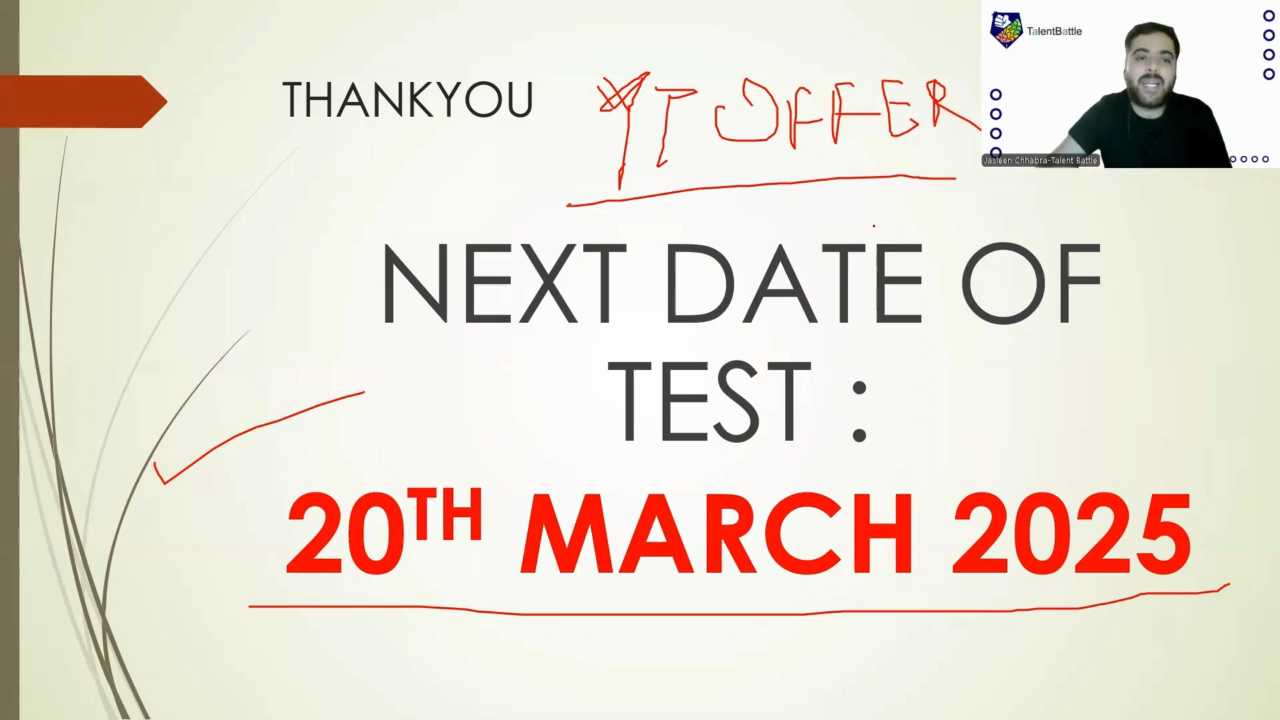 TalentBattle
THANKYOU YT OFFER
Jasleen Chhabra-Talent Battle
NEXT DATE OF
TEST :
20TH MARCH 2025